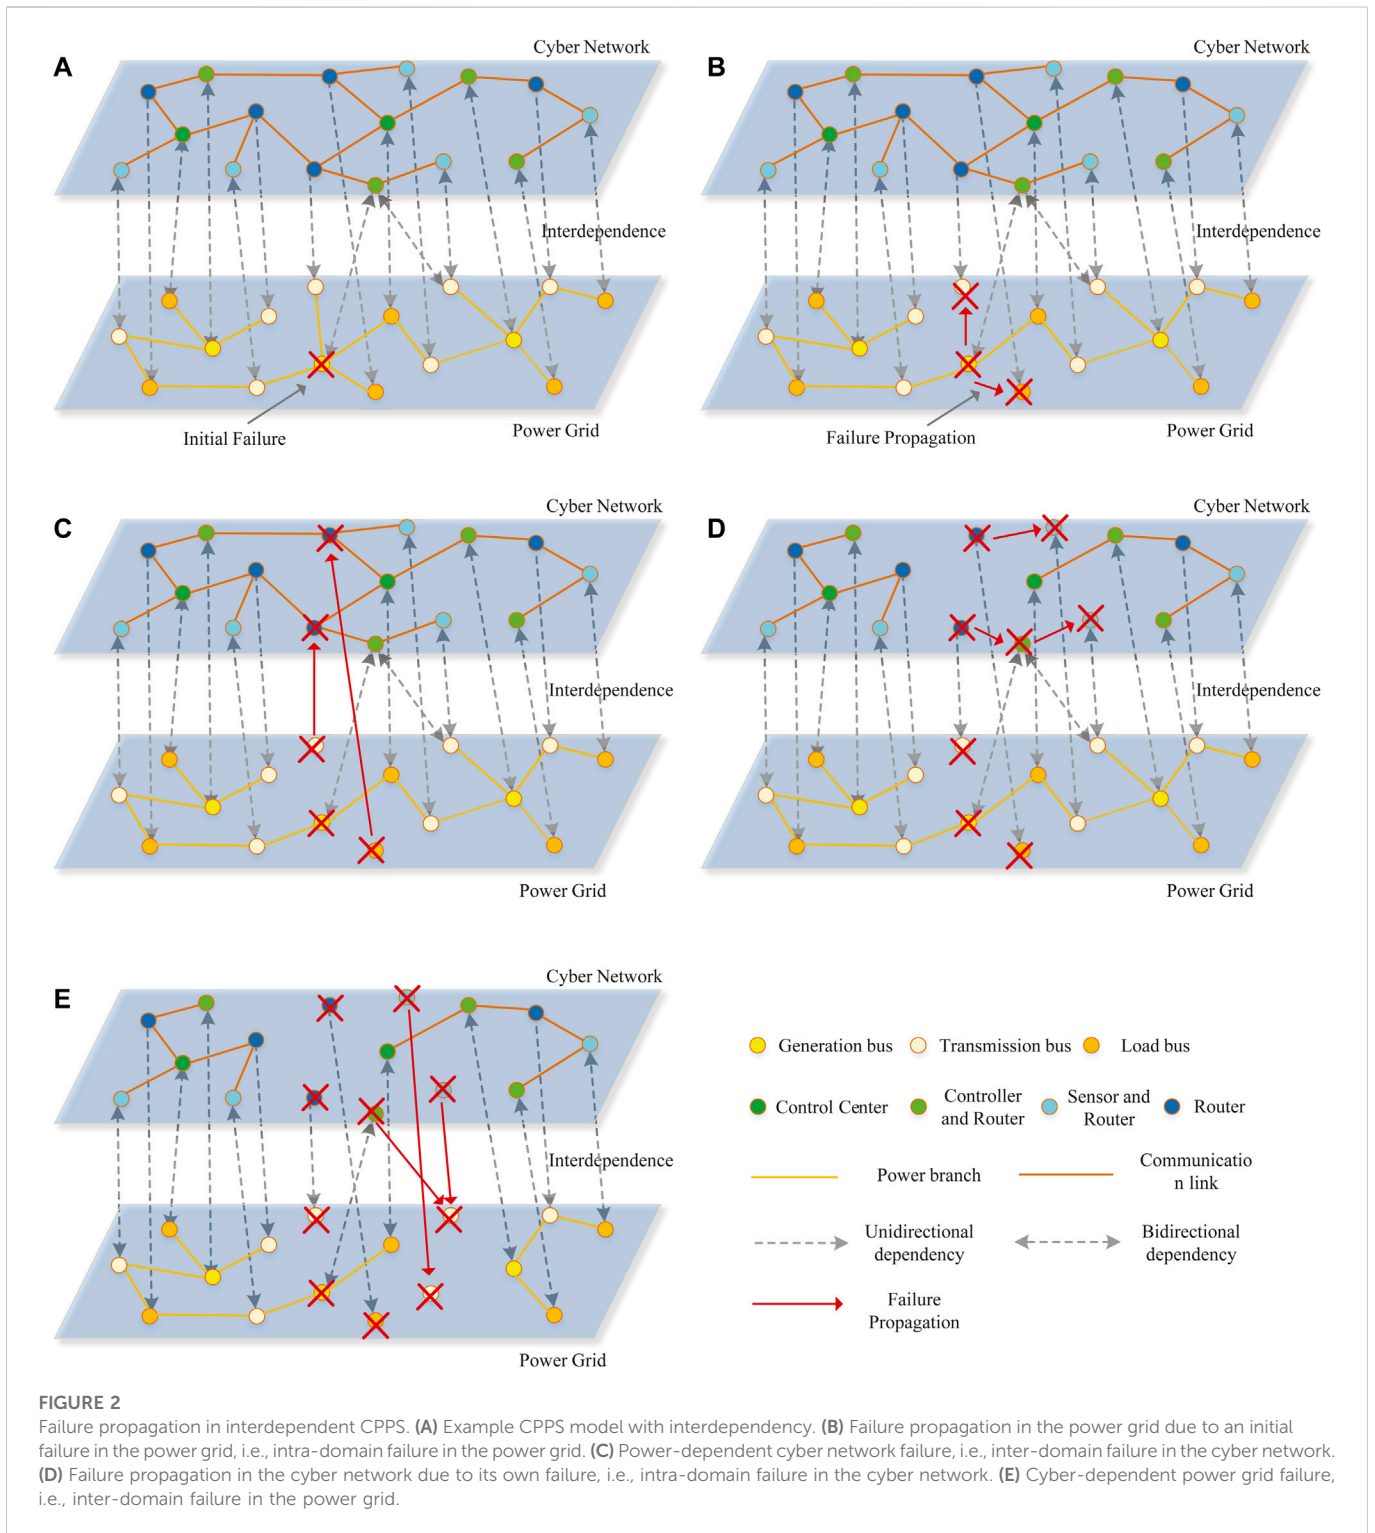 A
Cyber Network
Interdependence
Initial Failure
Power Grid
B
Cyber Network
Interdependence
Failure Propagation
Power Grid
C
Cyber Network
Interdependence
Power Grid
D
Cyber Network
Interdependence
Power Grid
E
Cyber Network
Interdependence
Power Grid
Generation bus
Transmission bus
Load bus
Control Center
Controller
and Router
Sensor and
Router
Router
Power branch
Communicatio
n link
Unidirectional
dependency
Bidirectional
dependency
Failure
Propagation
FIGURE 2
Failure propagation in interdependent CPPS. (A) Example CPPS model with interdependency. (B) Failure propagation in the power grid due to an initial
failure in the power grid, i.e., intra-domain failure in the power grid. (C) Power-dependent cyber network failure, i.e., inter-domain failure in the cyber network.
(D) Failure propagation in the cyber network due to its own failure, i.e., intra-domain failure in the cyber network. (E) Cyber-dependent power grid failure,
i.e., inter-domain failure in the power grid.